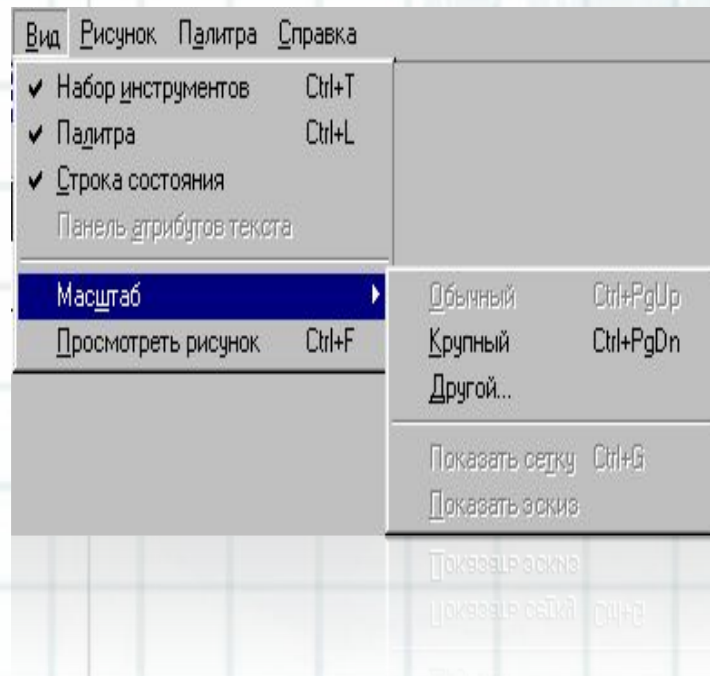 Вид Рисунок Палитра Справка
Набор инструментов Ctrl+T
Палитра Ctrl+L
Строка состояния
Панель атрибутов текста
Масштаб
Просмотреть рисунок Ctrl+F
Обычный Ctrl+PgUp
Крупный Ctrl+PgDn
Другой...
Показать сетку Ctrl+G
Показать эскиз